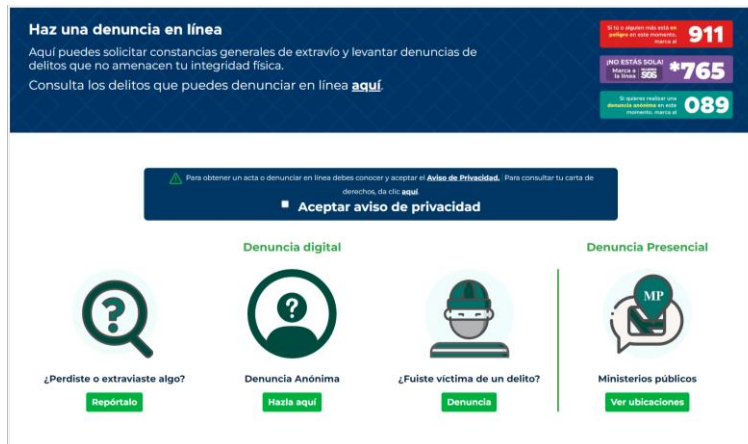 Haz una denuncia en línea
Aquí puedes solicitar constancias generales de extravío y levantar denuncias de
delitos que no amenacen tu integridad física.
Consulta los delitos que puedes denunciar en línea aquí.
Si tú o alguien más está en
peligro en este momento,
marca al
911
¡NO ESTÁS SOLA!
Marca a
la línea
SOS
*765
Si quieres realizar una
denuncia anónima en este
momento, marca al
089
Para obtener un acta o denunciar en línea debes conocer y aceptar el Aviso de Privacidad. Para consultar tu carta de
derechos, da clic aquí
Aceptar aviso de privacidad
Denuncia digital
Denuncia Presencial
?
?
MP
¿Perdiste o extraviaste algo?
Denuncia Anónima
¿Fuiste víctima de un delito?
Ministerios públicos
Repórtalo
Hazla aquí
Denuncia
Ver ubicaciones